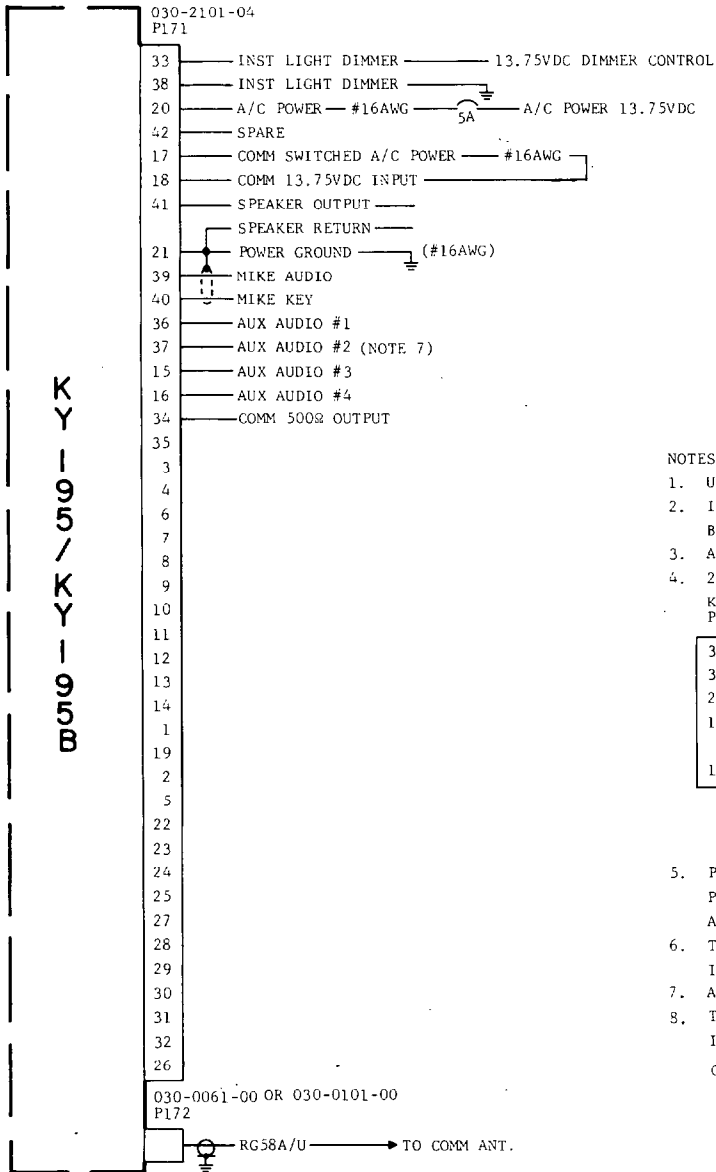 030-2101-04
P171
33 INST LIGHT DIMMER 13.75VDC DIMMER CONTROL
38 INST LIGHT DIMMER
20 A/C POWER #16AWG 5A A/C POWER 13.75VDC
42 SPARE
17 COMM SWITCHED A/C POWER #16AWG
18 COMM 13.75VDC INPUT
41 SPEAKER OUTPUT
SPEAKER RETURN
21 POWER GROUND (#16AWG)
39 MIKE AUDIO
40 MIKE KEY
36 AUX AUDIO #1
37 AUX AUDIO #2 (NOTE 7)
15 AUX AUDIO #3
16 AUX AUDIO #4
34 COMM 500Ω OUTPUT
35
3
4
6
7
8
9
10
11
12
13
14
1
19
2
5
22
23
24
25
27
28
29
30
31
32
26
030-0061-00 OR 030-0101-00
P172
RG58A/U TO COMM ANT.
KY 195/KY 195B
NOTES
1. U
2. I
B
3. A
4. 2
K
P
3
3
2
1
1
5. P
P
A
6. T
I
7. A
8. T
I